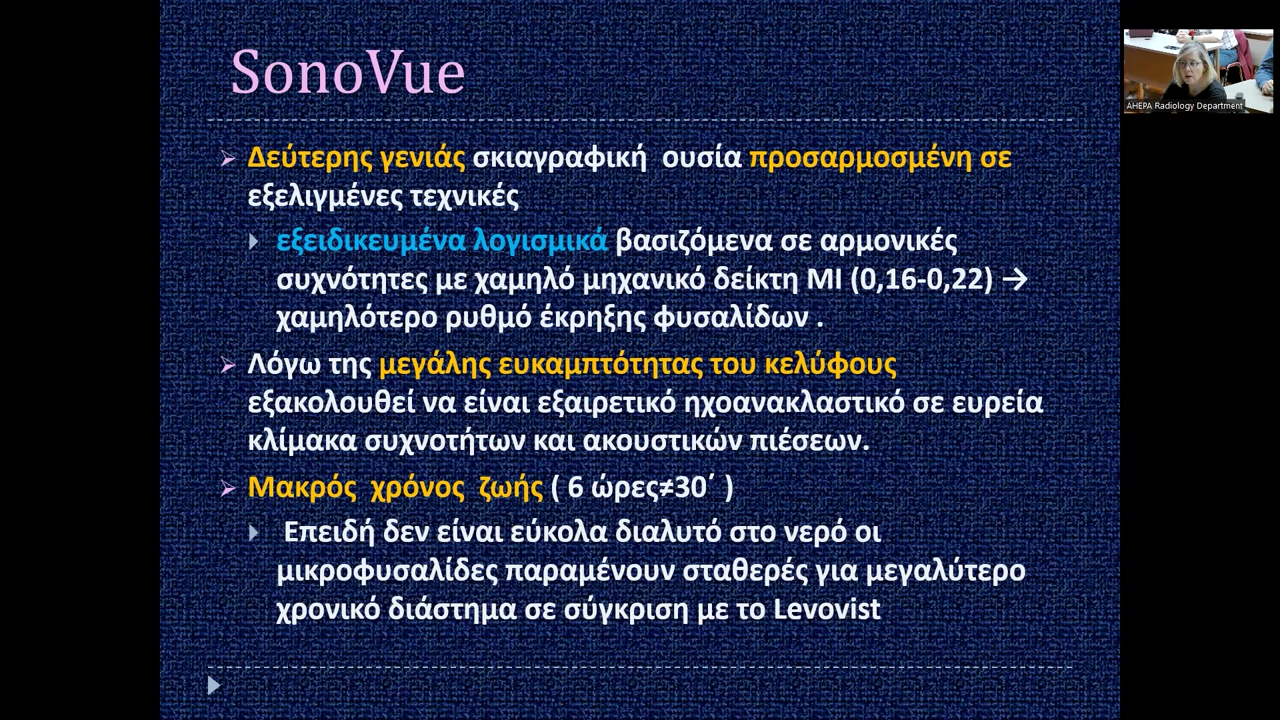 SonoVue
Δεύτερης γενιάς σκιαγραφική ουσία προσαρμοσμένη σε
εξελιγμένες τεχνικές
εξειδικευμένα λογισμικά βασιζόμενα σε αρμονικές
συχνότητες με χαμηλό μηχανικό δείκτη MI (0,16-0,22) →
χαμηλότερο ρυθμό έκρηξης φυσαλίδων .
Λόγω της μεγάλης ευκαμπτότητας του κελύφους
εξακολουθεί να είναι εξαιρετικό ηχοανακλαστικό σε ευρεία
κλίμακα συχνοτήτων και ακουστικών πιέσεων.
Μακρός χρόνος ζωής ( 6 ώρες≠30΄ )
Επειδή δεν είναι εύκολα διαλυτό στο νερό οι
μικροφυσαλίδες παραμένουν σταθερές για μεγαλύτερο
χρονικό διάστημα σε σύγκριση με το Levovist
AHEPA Radiology Department